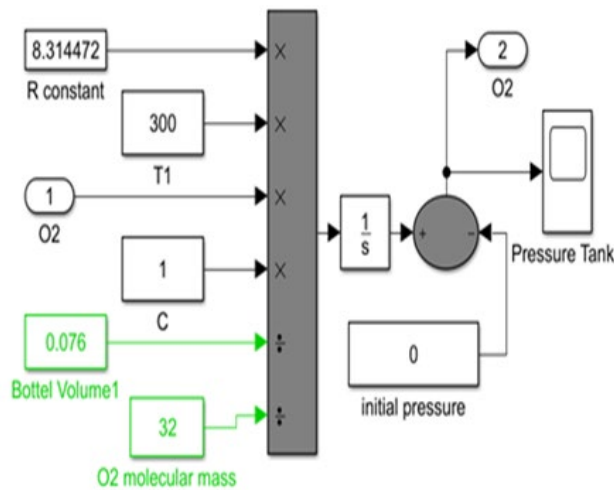 8.314472
R constant
300
T1
1
O2
1
C
0.076
Bottel Volume1
32
O2 molecular mass
×
×
×
×
÷
÷
1
s
+
−
2
O2
Pressure Tank
0
initial pressure